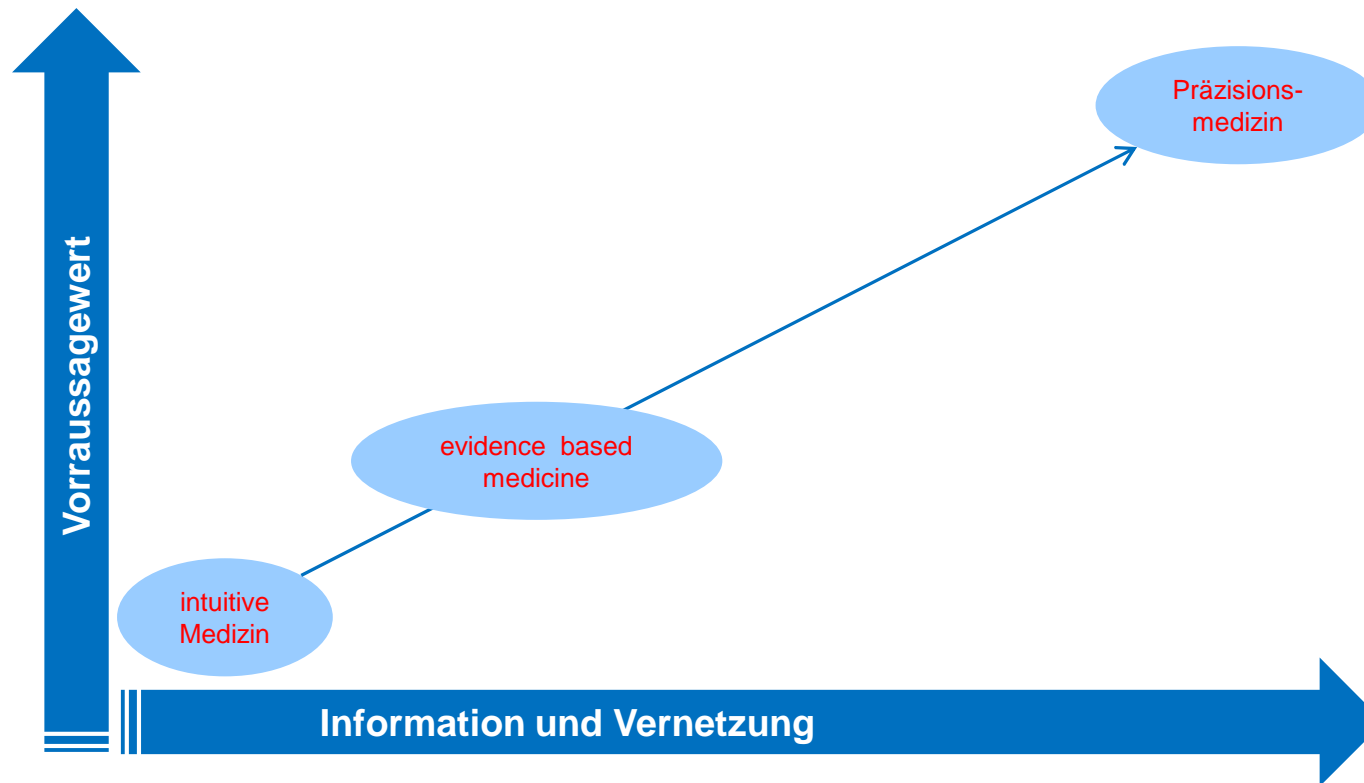 Präzisions-
medizin
Vorraussagewert
evidence based
medicine
intuitive
Medizin
Information und Vernetzung